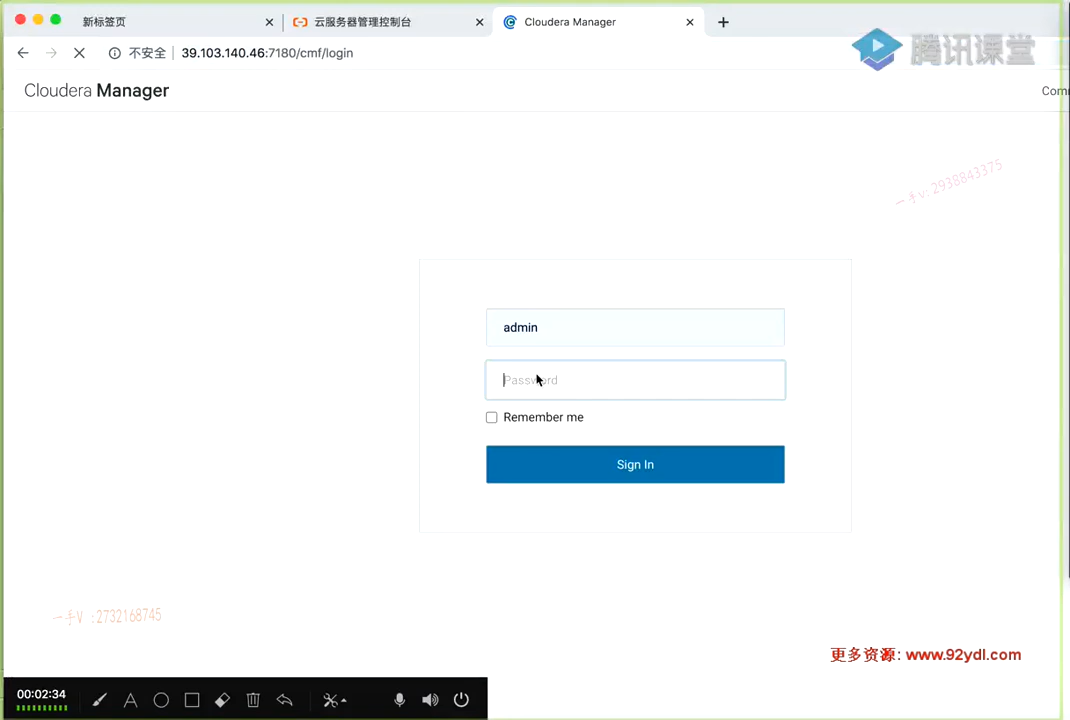 新标签页
云服务器管理控制台
Cloudera Manager
不安全
39.103.140.46:7180/cmf/login
腾讯课堂
Cloudera Manager
Com
一手v: 2938843375
admin
Password
Remember me
Sign In
一手V :2732168745
更多资源: www.92ydl.com
00:02:34